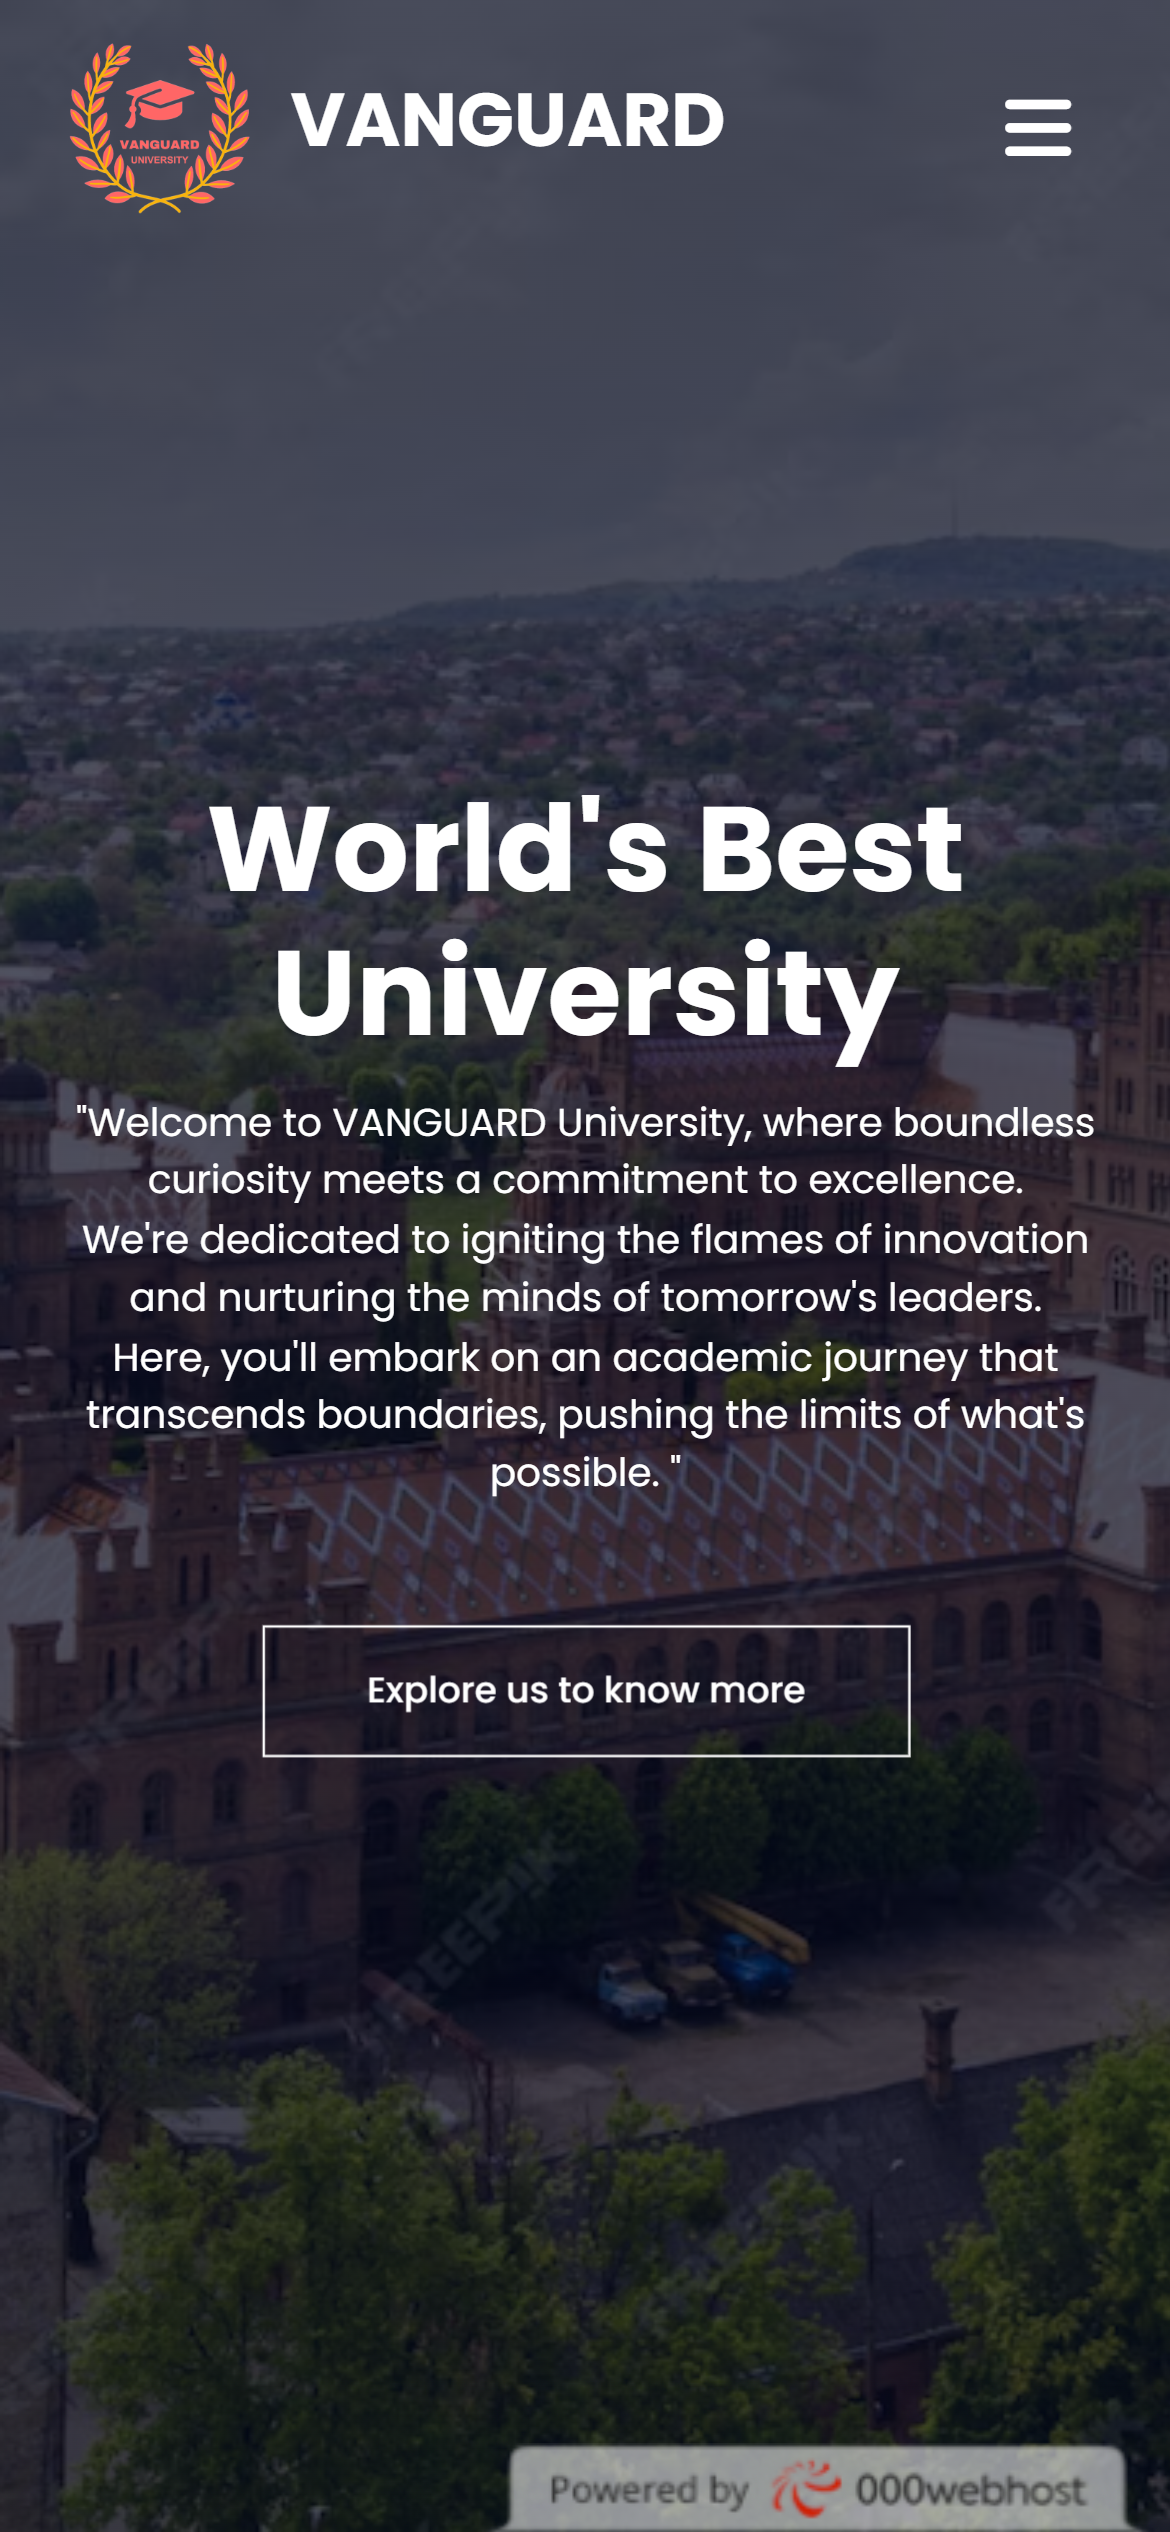 VANGUARD
UNIVERSITY
VANGUARD
World's Best
University
"Welcome to VANGUARD University, where boundless
curiosity meets a commitment to excellence.
We're dedicated to igniting the flames of innovation
and nurturing the minds of tomorrow's leaders.
Here, you'll embark on an academic journey that
transcends boundaries, pushing the limits of what's
possible. "
Explore us to know more
FREEPIK
Powered by 000webhost